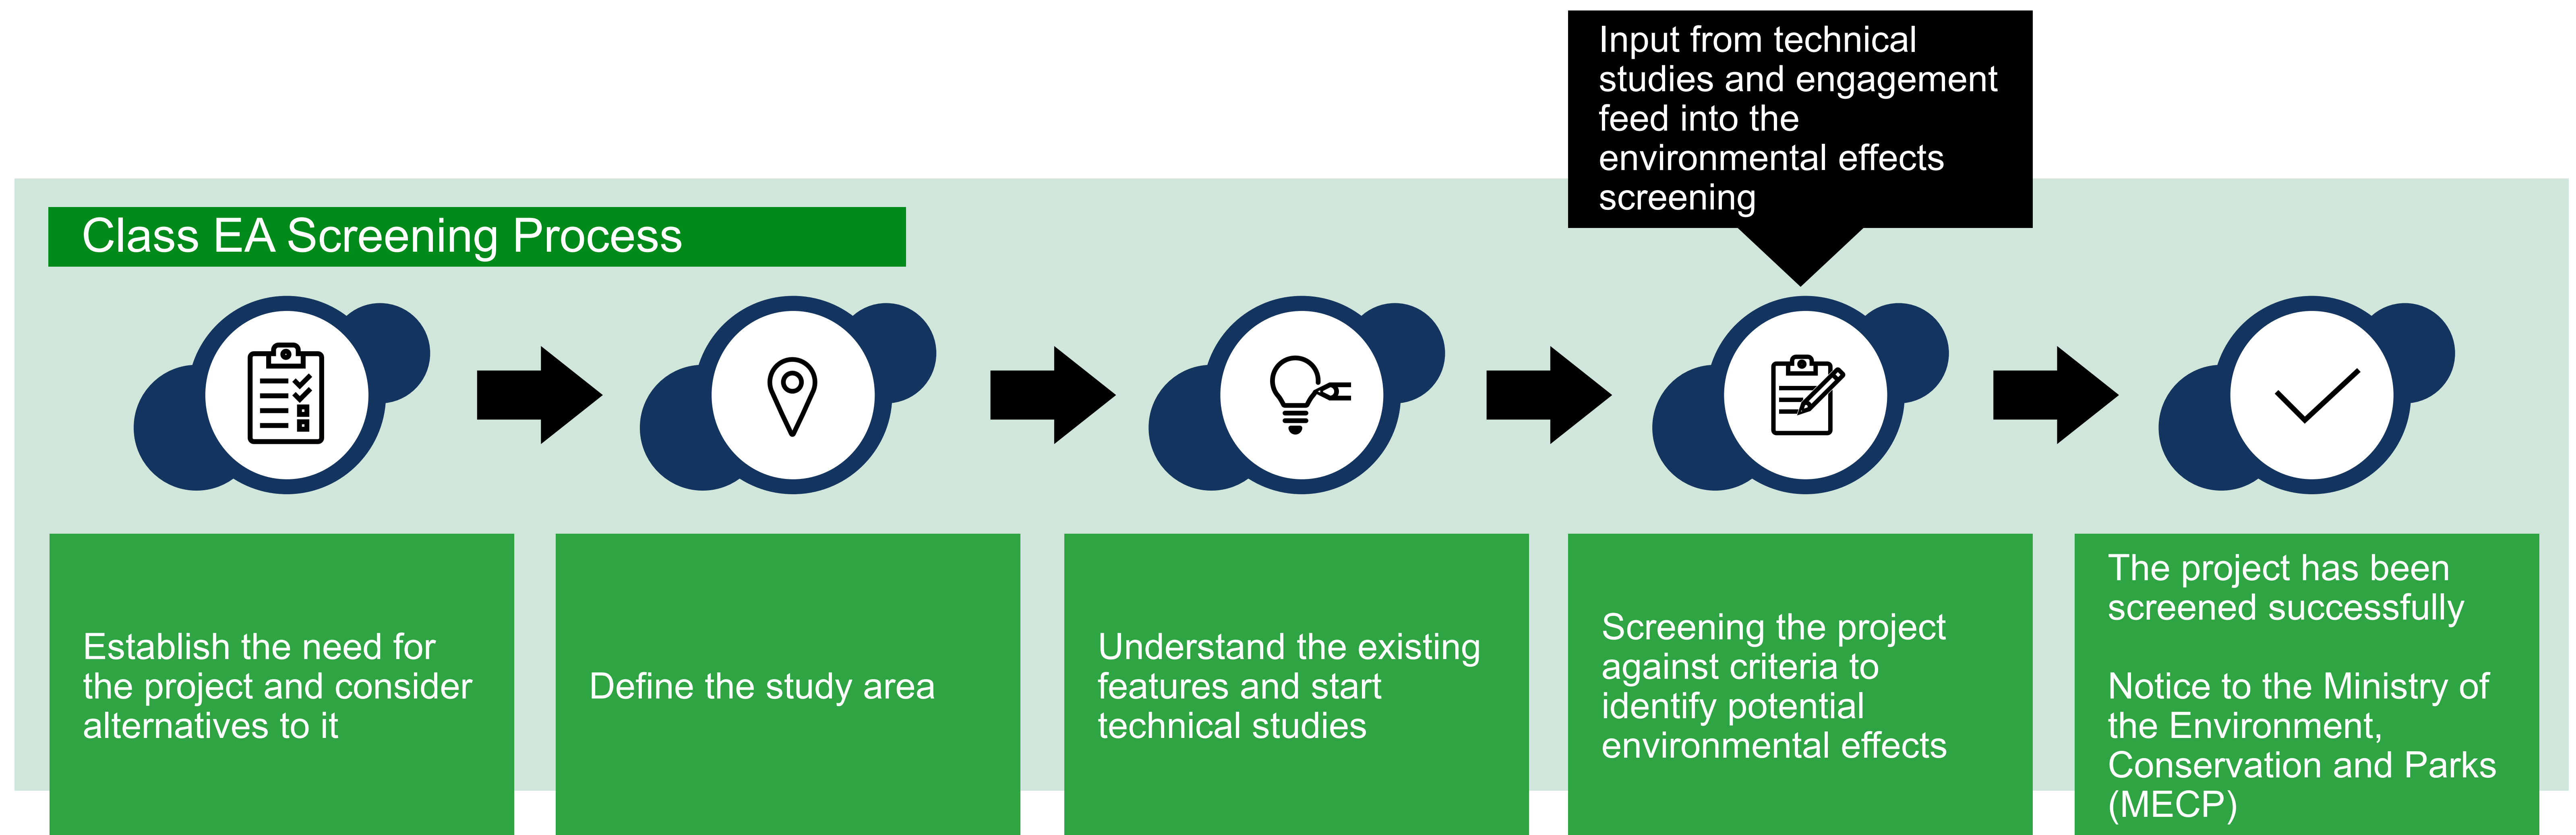 Input from technical
studies and engagement
feed into the
environmental effects
screening
Class EA Screening Process
Establish the need for
the project and consider
alternatives to it
Define the study area
Understand the existing
features and start
technical studies
Screening the project
against criteria to
identify potential
environmental effects
The project has been
screened successfully
Notice to the Ministry of
the Environment,
Conservation and Parks
(MECP)